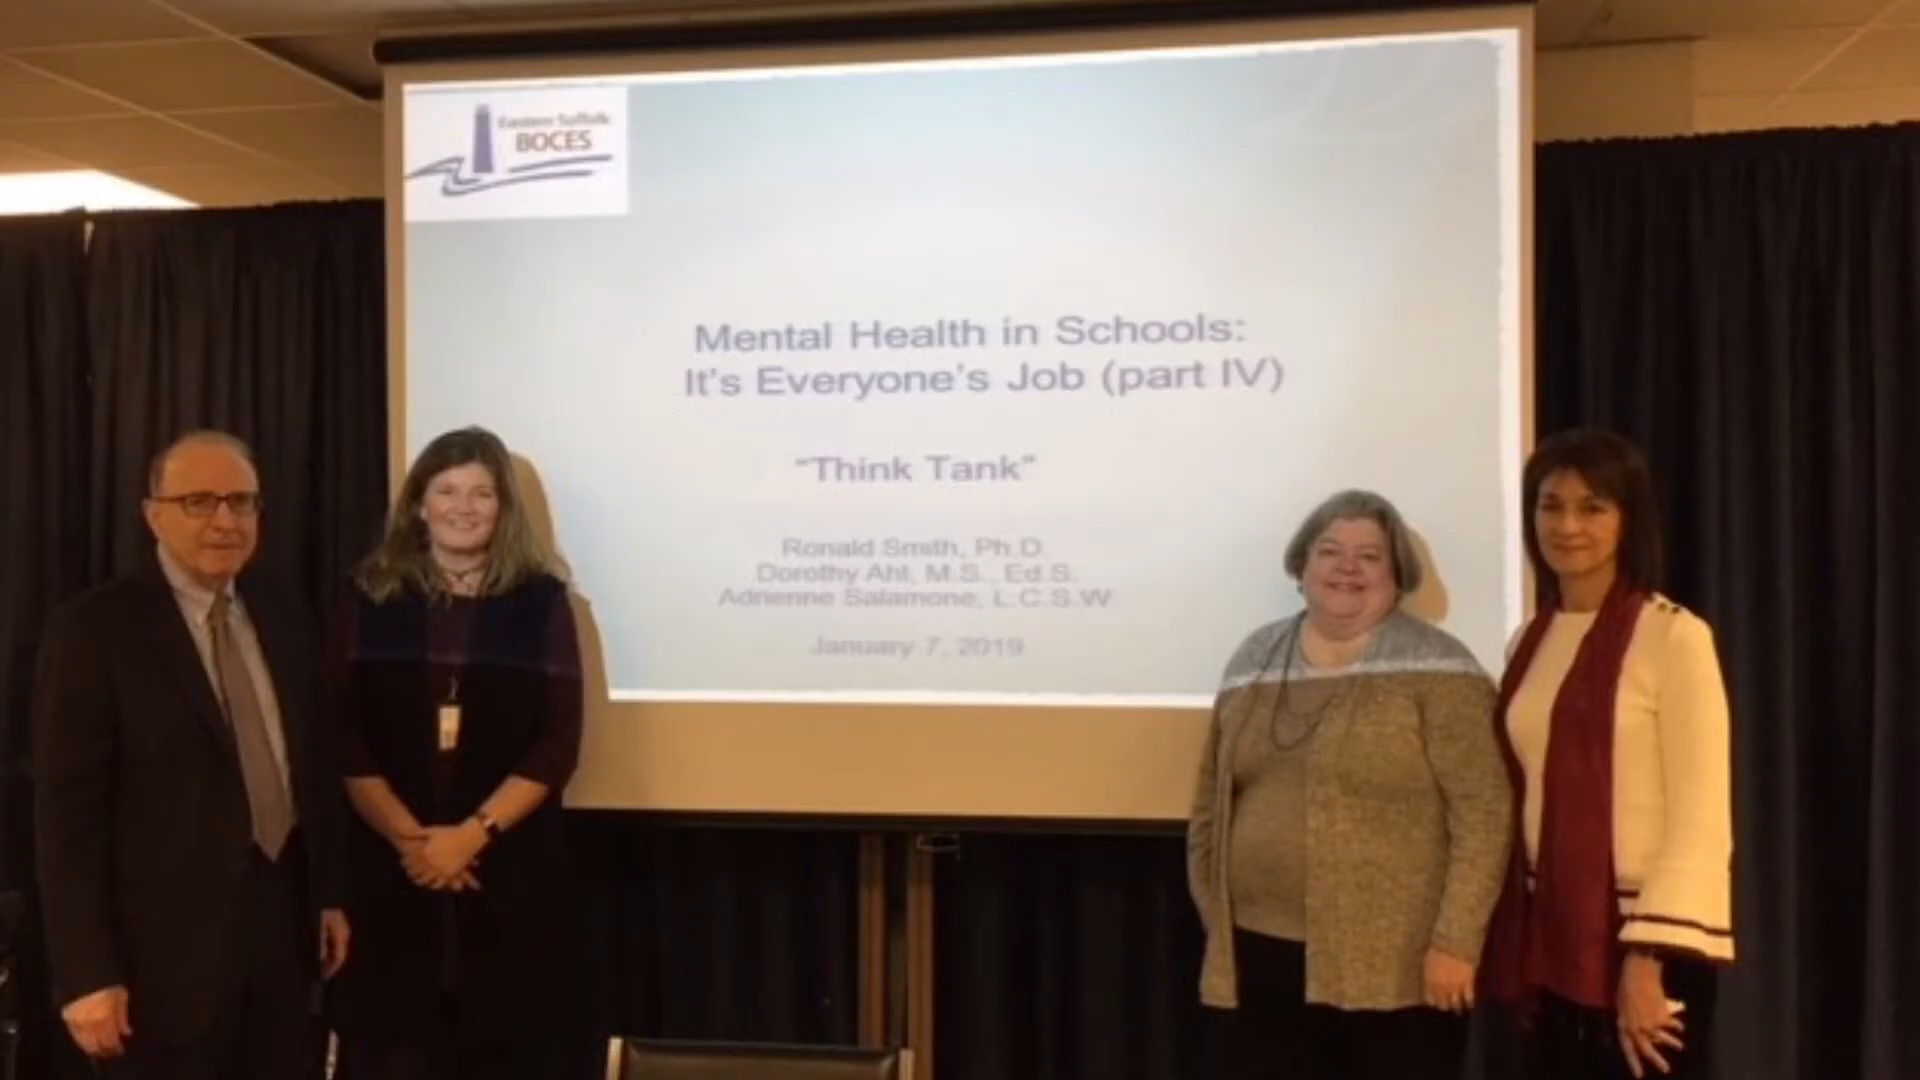 Eastern Suffolk
BOCES
Mental Health in Schools:
It's Everyone's Job (part IV)
"Think Tank"
Ronald Smith, Ph.D.
Dorothy Ahl, M.S., Ed.S.
Adrienne Salamone, L.C.S.W
January 7, 2019